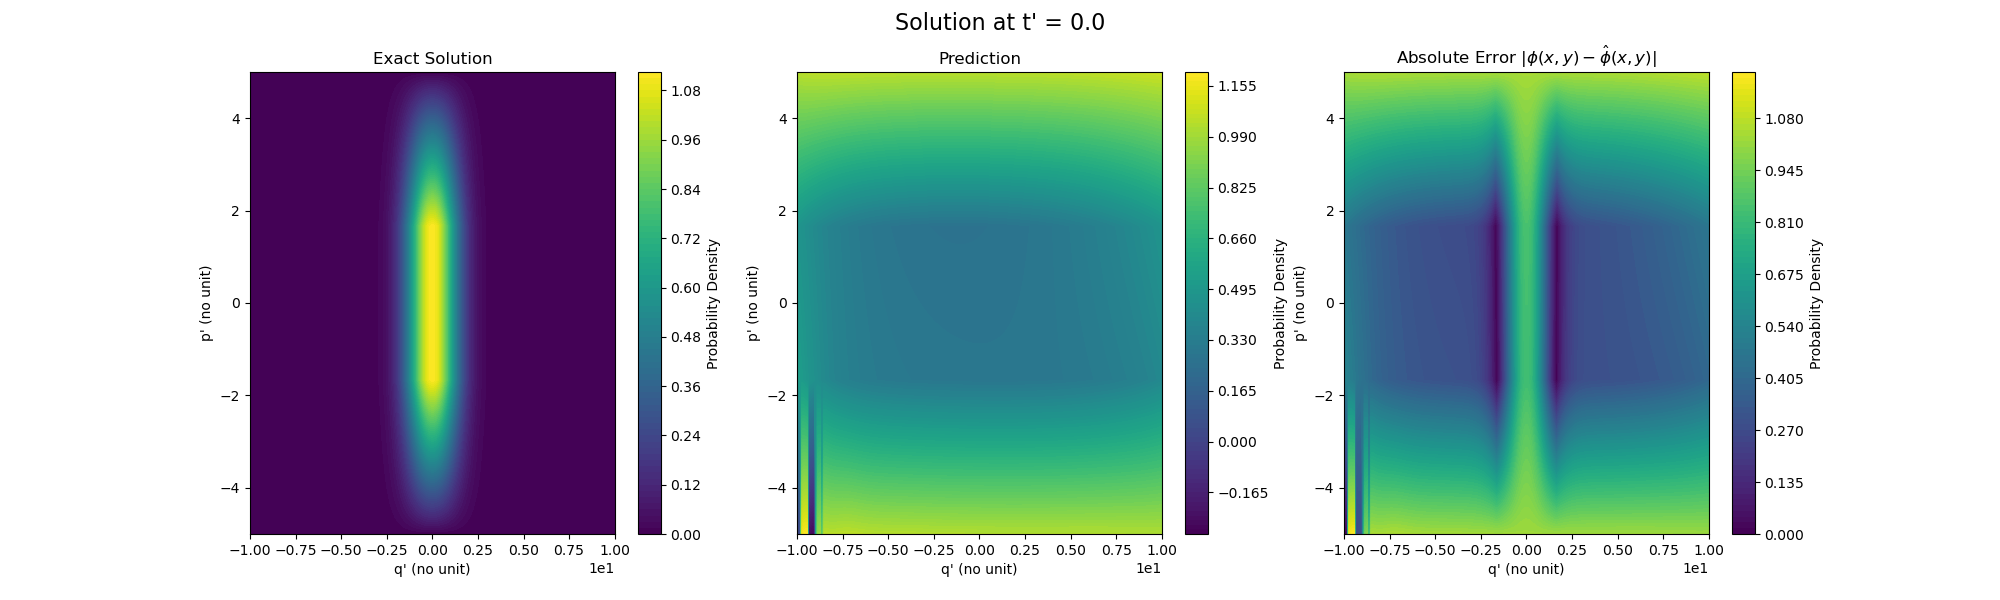 Solution at t' = 0.0
Exact Solution
4
2
0
−2
−4
p' (no unit)
−1.00 −0.75 −0.50 −0.25 0.00 0.25 0.50 0.75 1.00
q' (no unit)
1e1
1.08
0.96
0.84
0.72
0.60
0.48
0.36
0.24
0.12
0.00
Probability Density
Prediction
4
2
0
−2
−4
p' (no unit)
−1.00 −0.75 −0.50 −0.25 0.00 0.25 0.50 0.75 1.00
q' (no unit)
1e1
1.155
0.990
0.825
0.660
0.495
0.330
0.165
0.000
−0.165
Probability Density
Absolute Error |ϕ(x, y) − ϕ̂(x, y)|
4
2
0
−2
−4
p' (no unit)
−1.00 −0.75 −0.50 −0.25 0.00 0.25 0.50 0.75 1.00
q' (no unit)
1e1
1.080
0.945
0.810
0.675
0.540
0.405
0.270
0.135
0.000
Probability Density